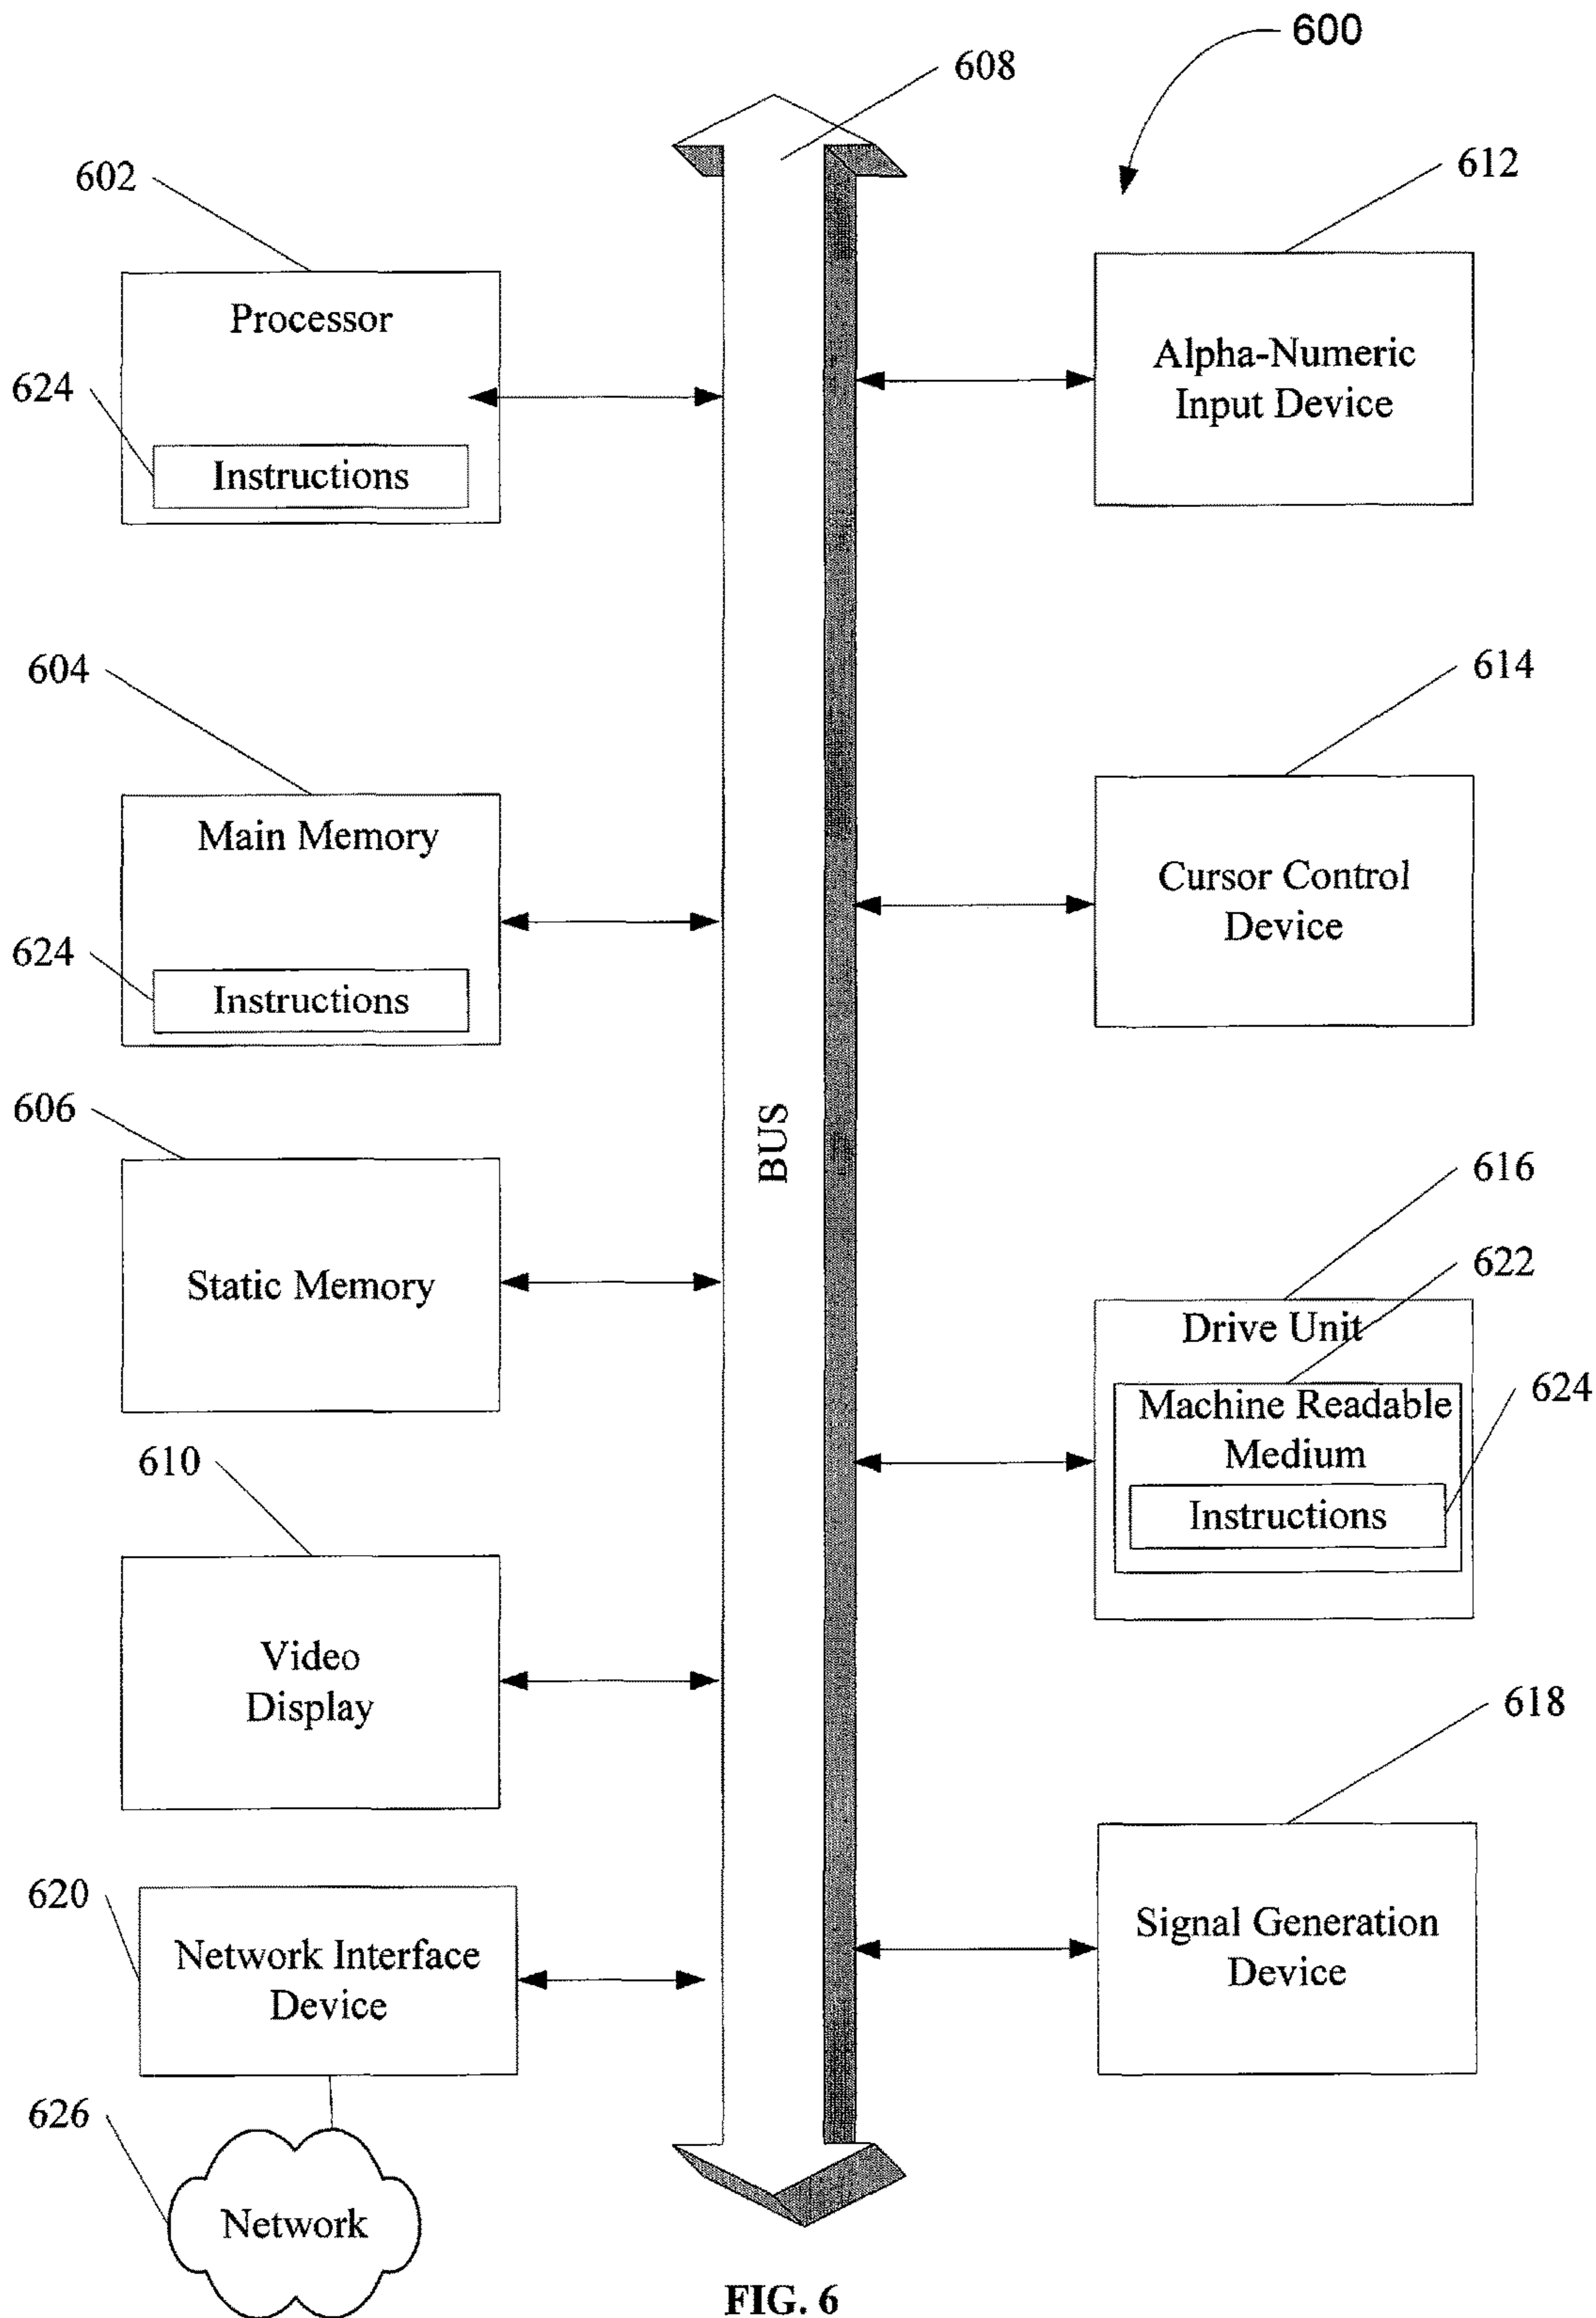 600
608
602
612
Processor
624
Instructions
Alpha-Numeric
Input Device
604
614
Main Memory
624
Instructions
Cursor Control
Device
606
BUS
616
Static Memory
622
Drive Unit
Machine Readable
Medium
624
Instructions
610
Video
Display
618
620
Network Interface
Device
Signal Generation
Device
626
Network
FIG. 6